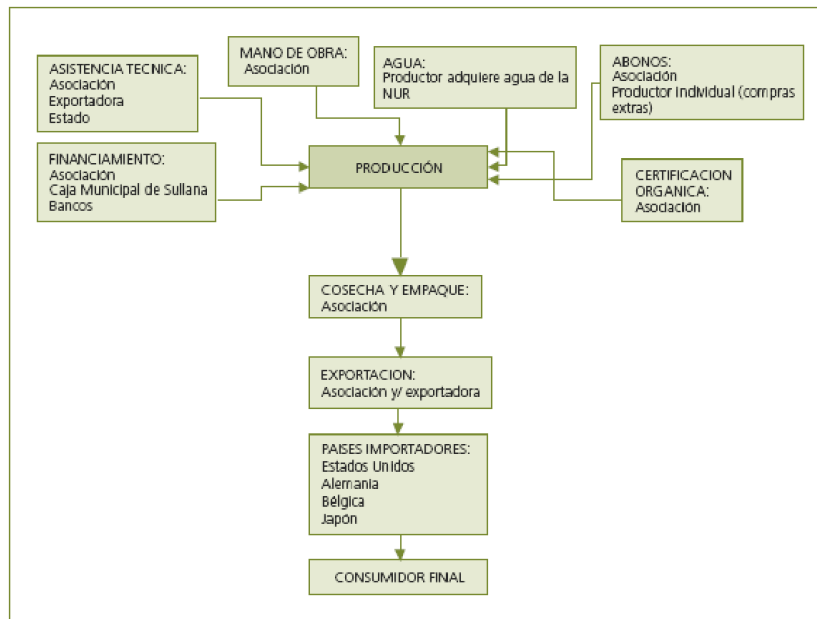 MANO DE OBRA:
Asociación
ASISTENCIA TECNICA:
Asociación
Exportadora
Estado
AGUA:
Productor adquiere agua de la
NUR
ABONOS:
Asociación
Productor Individual (compras
extras)
FINANCIAMIENTO:
Asociación
Caja Municipal de Sullana
Bancos
PRODUCCIÓN
CERTIFICACION
ORGANICA:
Asociación
COSECHA Y EMPAQUE:
Asociación
EXPORTACION:
Asociación y/ exportadora
PAISES IMPORTADORES:
Estados Unidos
Alemania
Bélgica
Japón
CONSUMIDOR FINAL